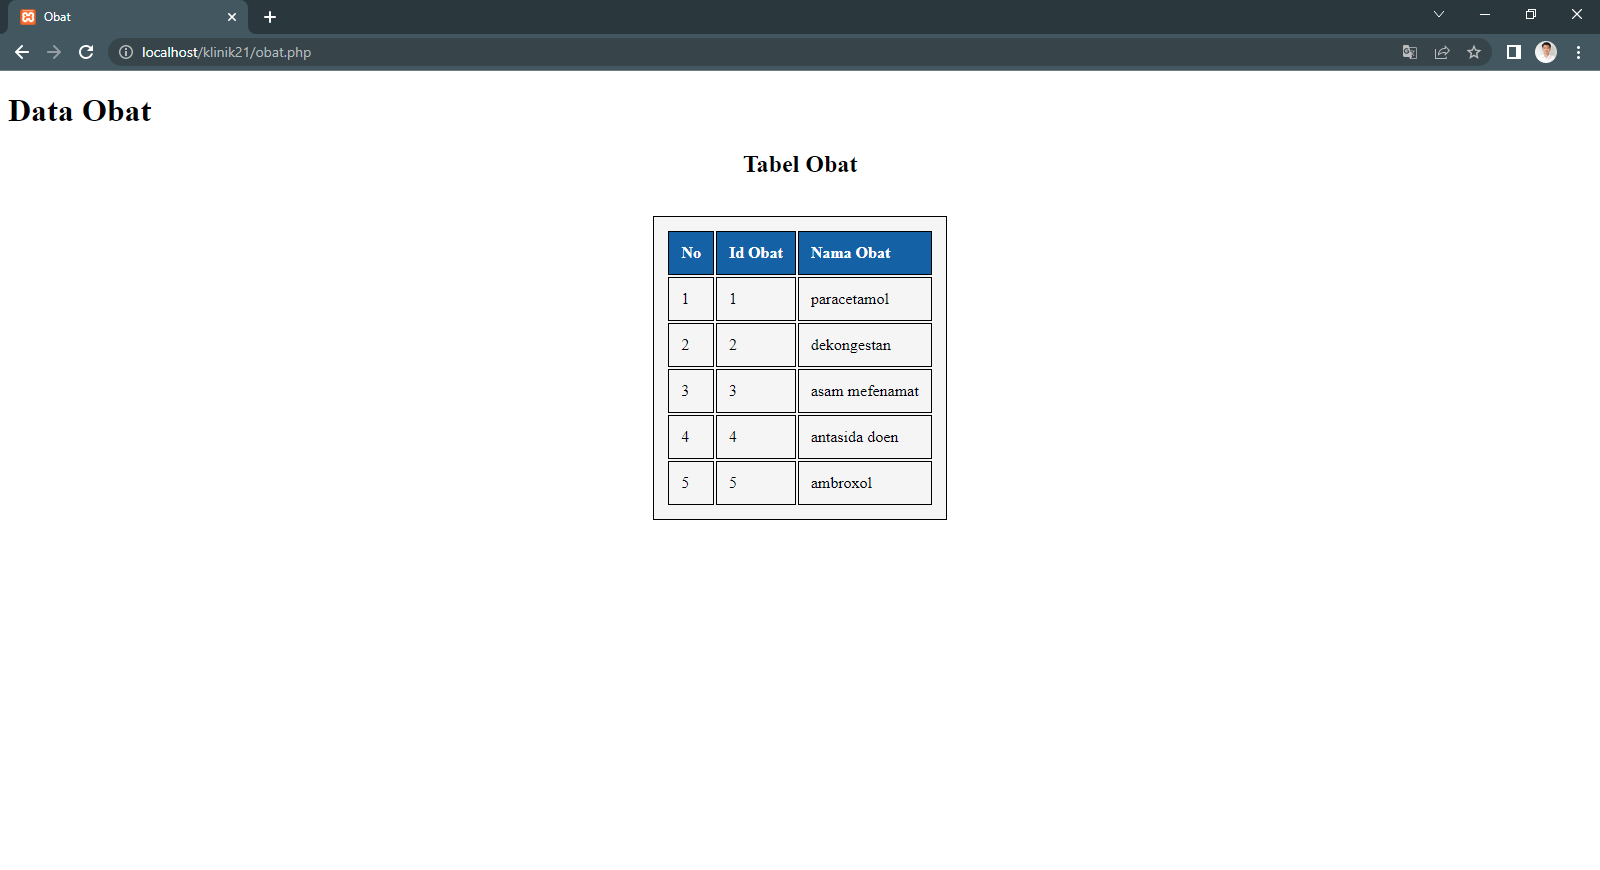 Obat
localhost/klinik21/obat.php
Data Obat
Tabel Obat
No Id Obat Nama Obat
1 1 paracetamol
2 2 dekongestan
3 3 asam mefenamat
4 4 antasida doen
5 5 ambroxol